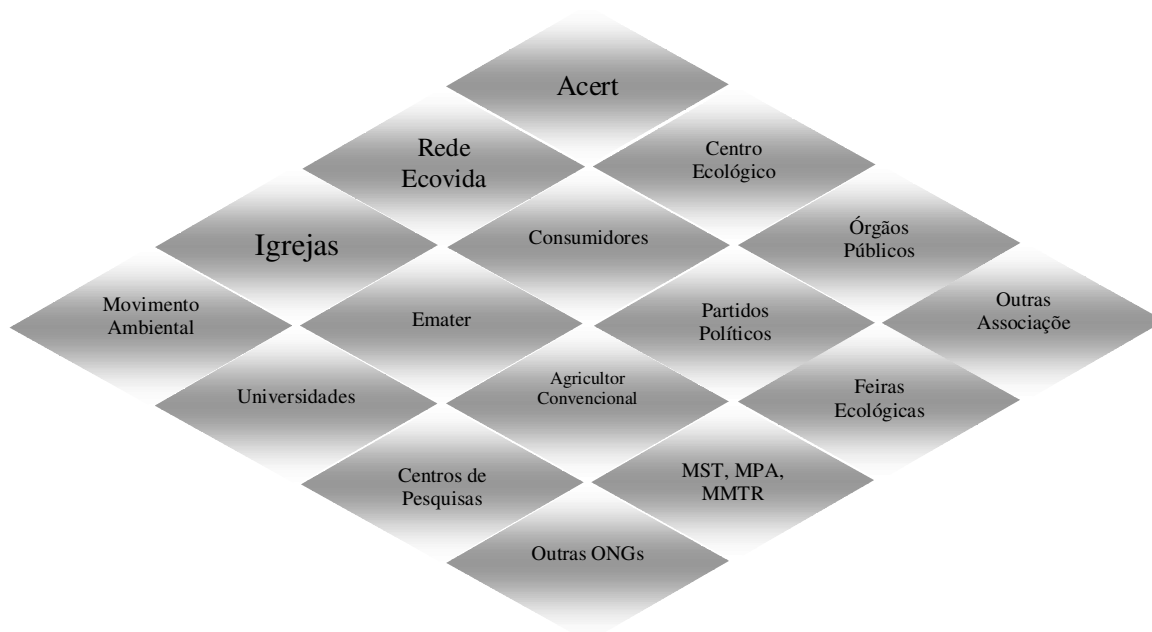 Acert
Rede
Ecovida
Centro
Ecológico
Igrejas
Consumidores
Órgãos
Públicos
Movimento
Ambiental
Emater
Partidos
Políticos
Outras
Associaçõe
Universidades
Agricultor
Convencional
Feiras
Ecológicas
Centros de
Pesquisas
MST, MPA,
MMTR
Outras ONGs